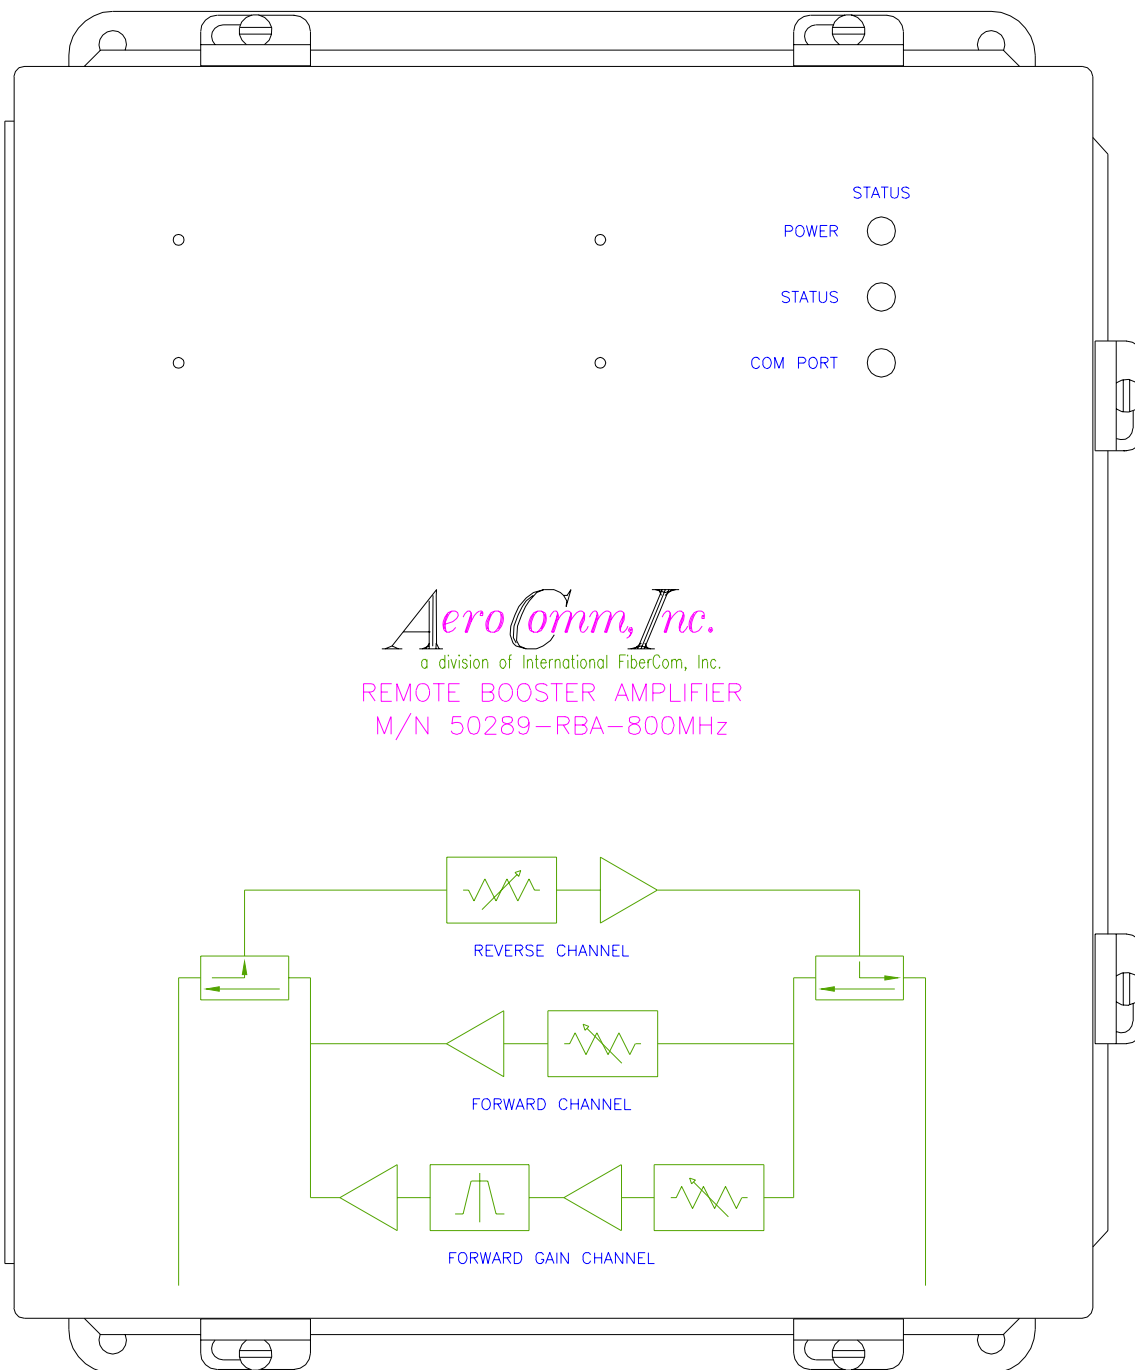 STATUS
POWER
STATUS
COM PORT
AeroComm, Inc.
a division of International FiberCom, Inc.
REMOTE BOOSTER AMPLIFIER
M/N 50289-RBA-800MHz
REVERSE CHANNEL
FORWARD CHANNEL
FORWARD GAIN CHANNEL